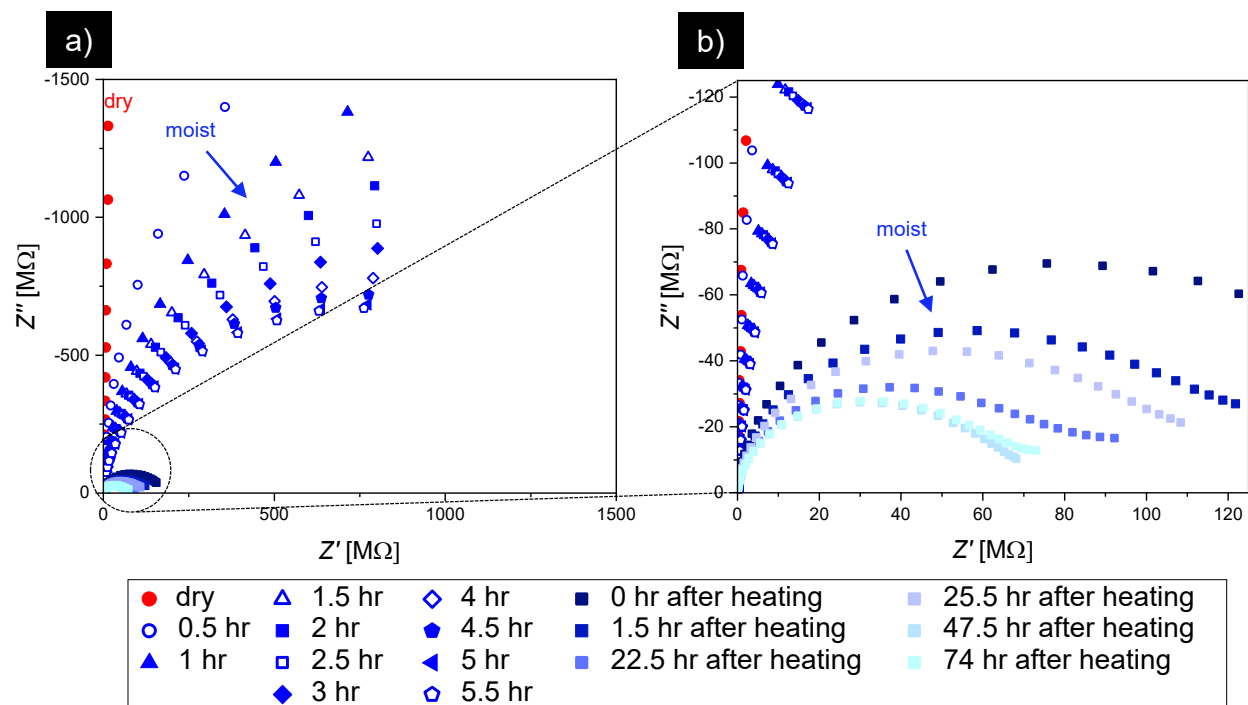 a)
b)
-1500
-1000
-500
0
0
500
1000
1500
dry
moist
Z″ [MΩ]
Z′ [MΩ]
-120
-100
-80
-60
-40
-20
0
0
20
40
60
80
100
120
moist
Z″ [MΩ]
Z′ [MΩ]
dry
0.5 hr
1 hr
1.5 hr
2 hr
2.5 hr
3 hr
4 hr
4.5 hr
5 hr
5.5 hr
0 hr after heating
1.5 hr after heating
22.5 hr after heating
25.5 hr after heating
47.5 hr after heating
74 hr after heating